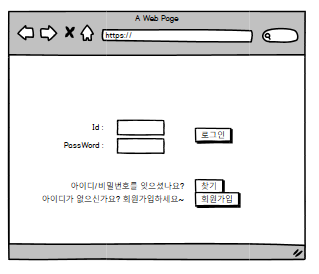 A Web Page
https://
Id :
로그인
PassWord :
아이디/비밀번호를 잊으셨나요? 찾기
아이디가 없으신가요? 회원가입하세요~ 회원가입